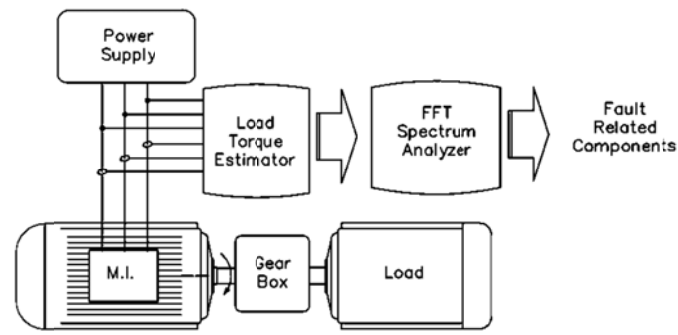 Power
Supply
Load
Torque
Estimator
FFT
Spectrum
Analyzer
Fault
Related
Components
M.I.
Gear
Box
Load